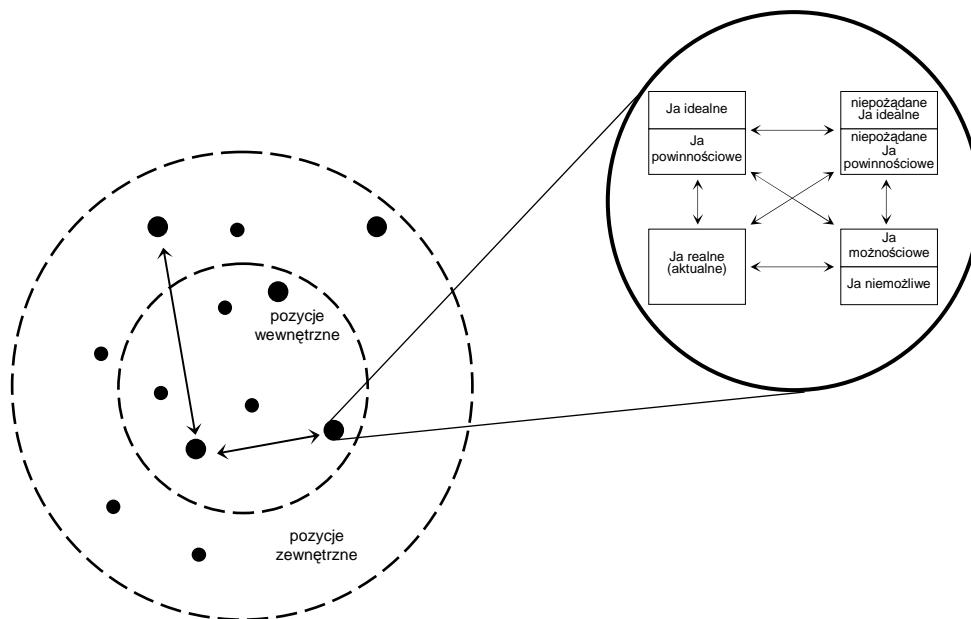 Ja idealne
Ja
powinnościowe
niepożądane
Ja idealne
niepożądane
Ja
powinnościowe
Ja realne
(aktualne)
Ja
możnościowe
Ja niemożliwe
pozycje
wewnętrzne
pozycje
zewnętrzne